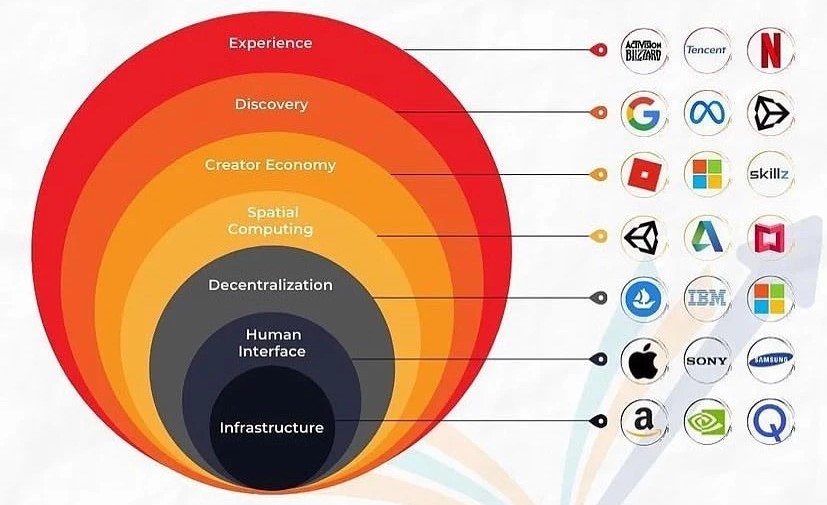 Experience
ACTIVISION
BLIZZARD
Tencent
N
Discovery
G
Creator Economy
skillz
Spatial
Computing
Decentralization
IBM
Human
Interface
SONY
SAMSUNG
Infrastructure
a
Q